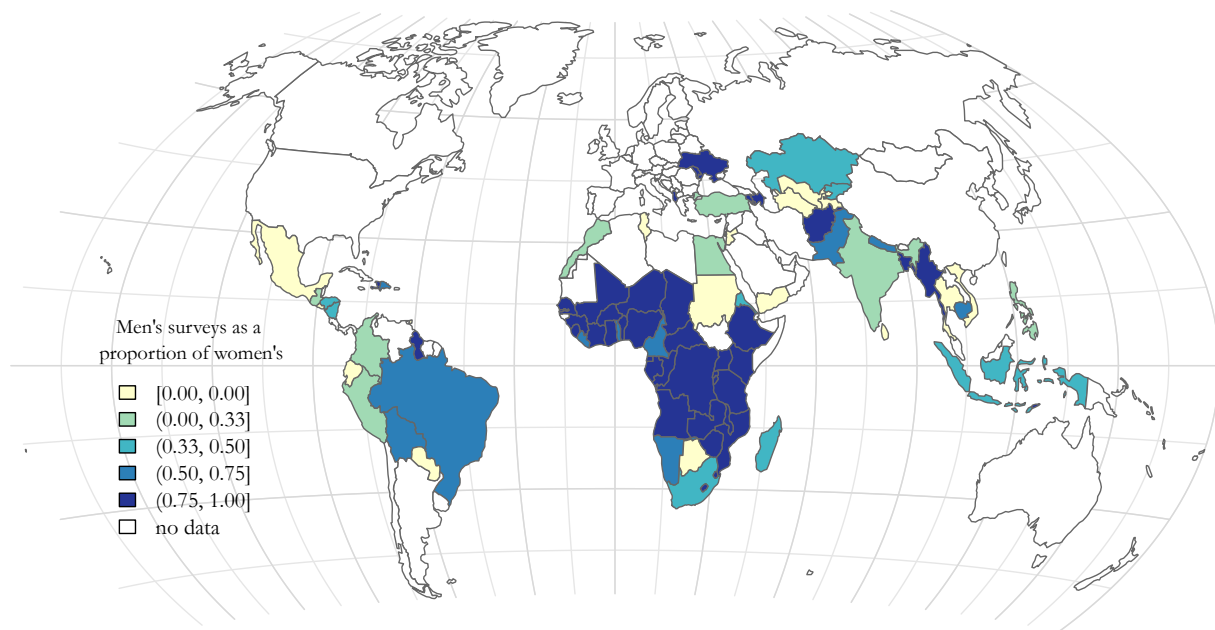 Men's surveys as a
proportion of women's
[0.00, 0.00]
(0.00, 0.33]
(0.33, 0.50]
(0.50, 0.75]
(0.75, 1.00]
no data